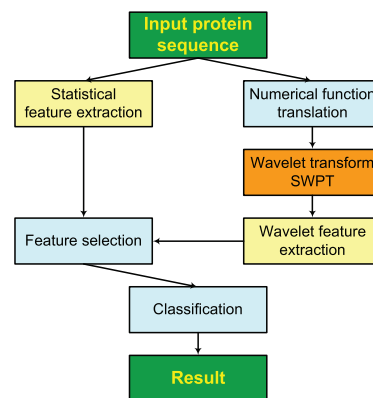 Input protein
sequence
Statistical
feature extraction
Numerical function
translation
Wavelet transform
SWPT
Feature selection
Wavelet feature
extraction
Classification
Result